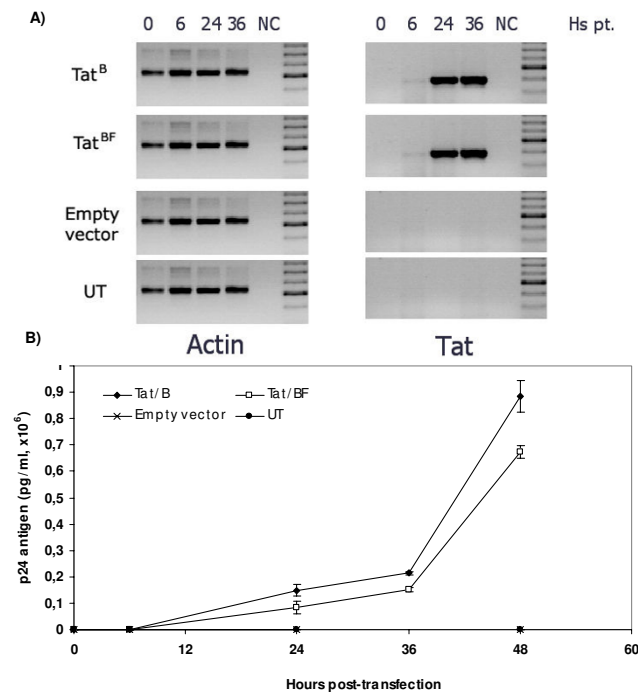 A)
0 6 24 36 NC
0 6 24 36 NC Hs pt.
Tat^B
Tat^BF
Empty
vector
UT
Actin
Tat
B)
1
0,9
0,8
0,7
0,6
0,5
0,4
0,3
0,2
0,1
0
p24 antigen (pg/ml, x10^6)
Tat/B
Tat/BF
Empty vector
UT
0 12 24 36 48 60
Hours post-transfection